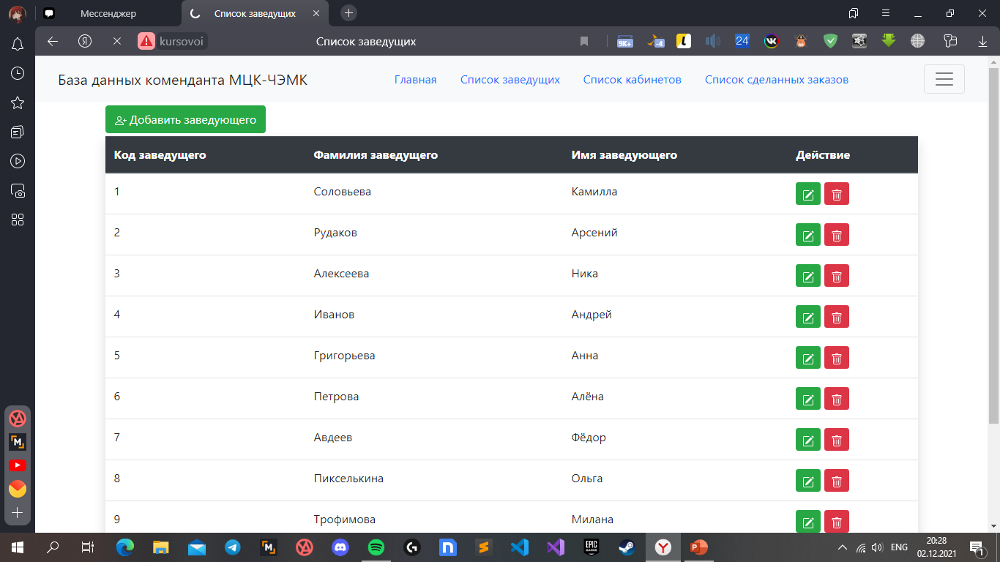 Мессенджер
Список заведущих
kursovoi
Список заведущих
9K+
-4
24
База данных коменданта МЦК-ЧЭМК
Главная
Список заведущих
Список кабинетов
Список сделанных заказов
Добавить заведующего
Код заведущего Фамилия заведущего Имя заведующего Действие
1 Соловьева Камилла
2 Рудаков Арсений
3 Алексеева Ника
4 Иванов Андрей
5 Григорьева Анна
6 Петрова Алёна
7 Авдеев Фёдор
8 Пикселькина Ольга
9 Трофимова Милана
ENG
20:28
02.12.2021
1